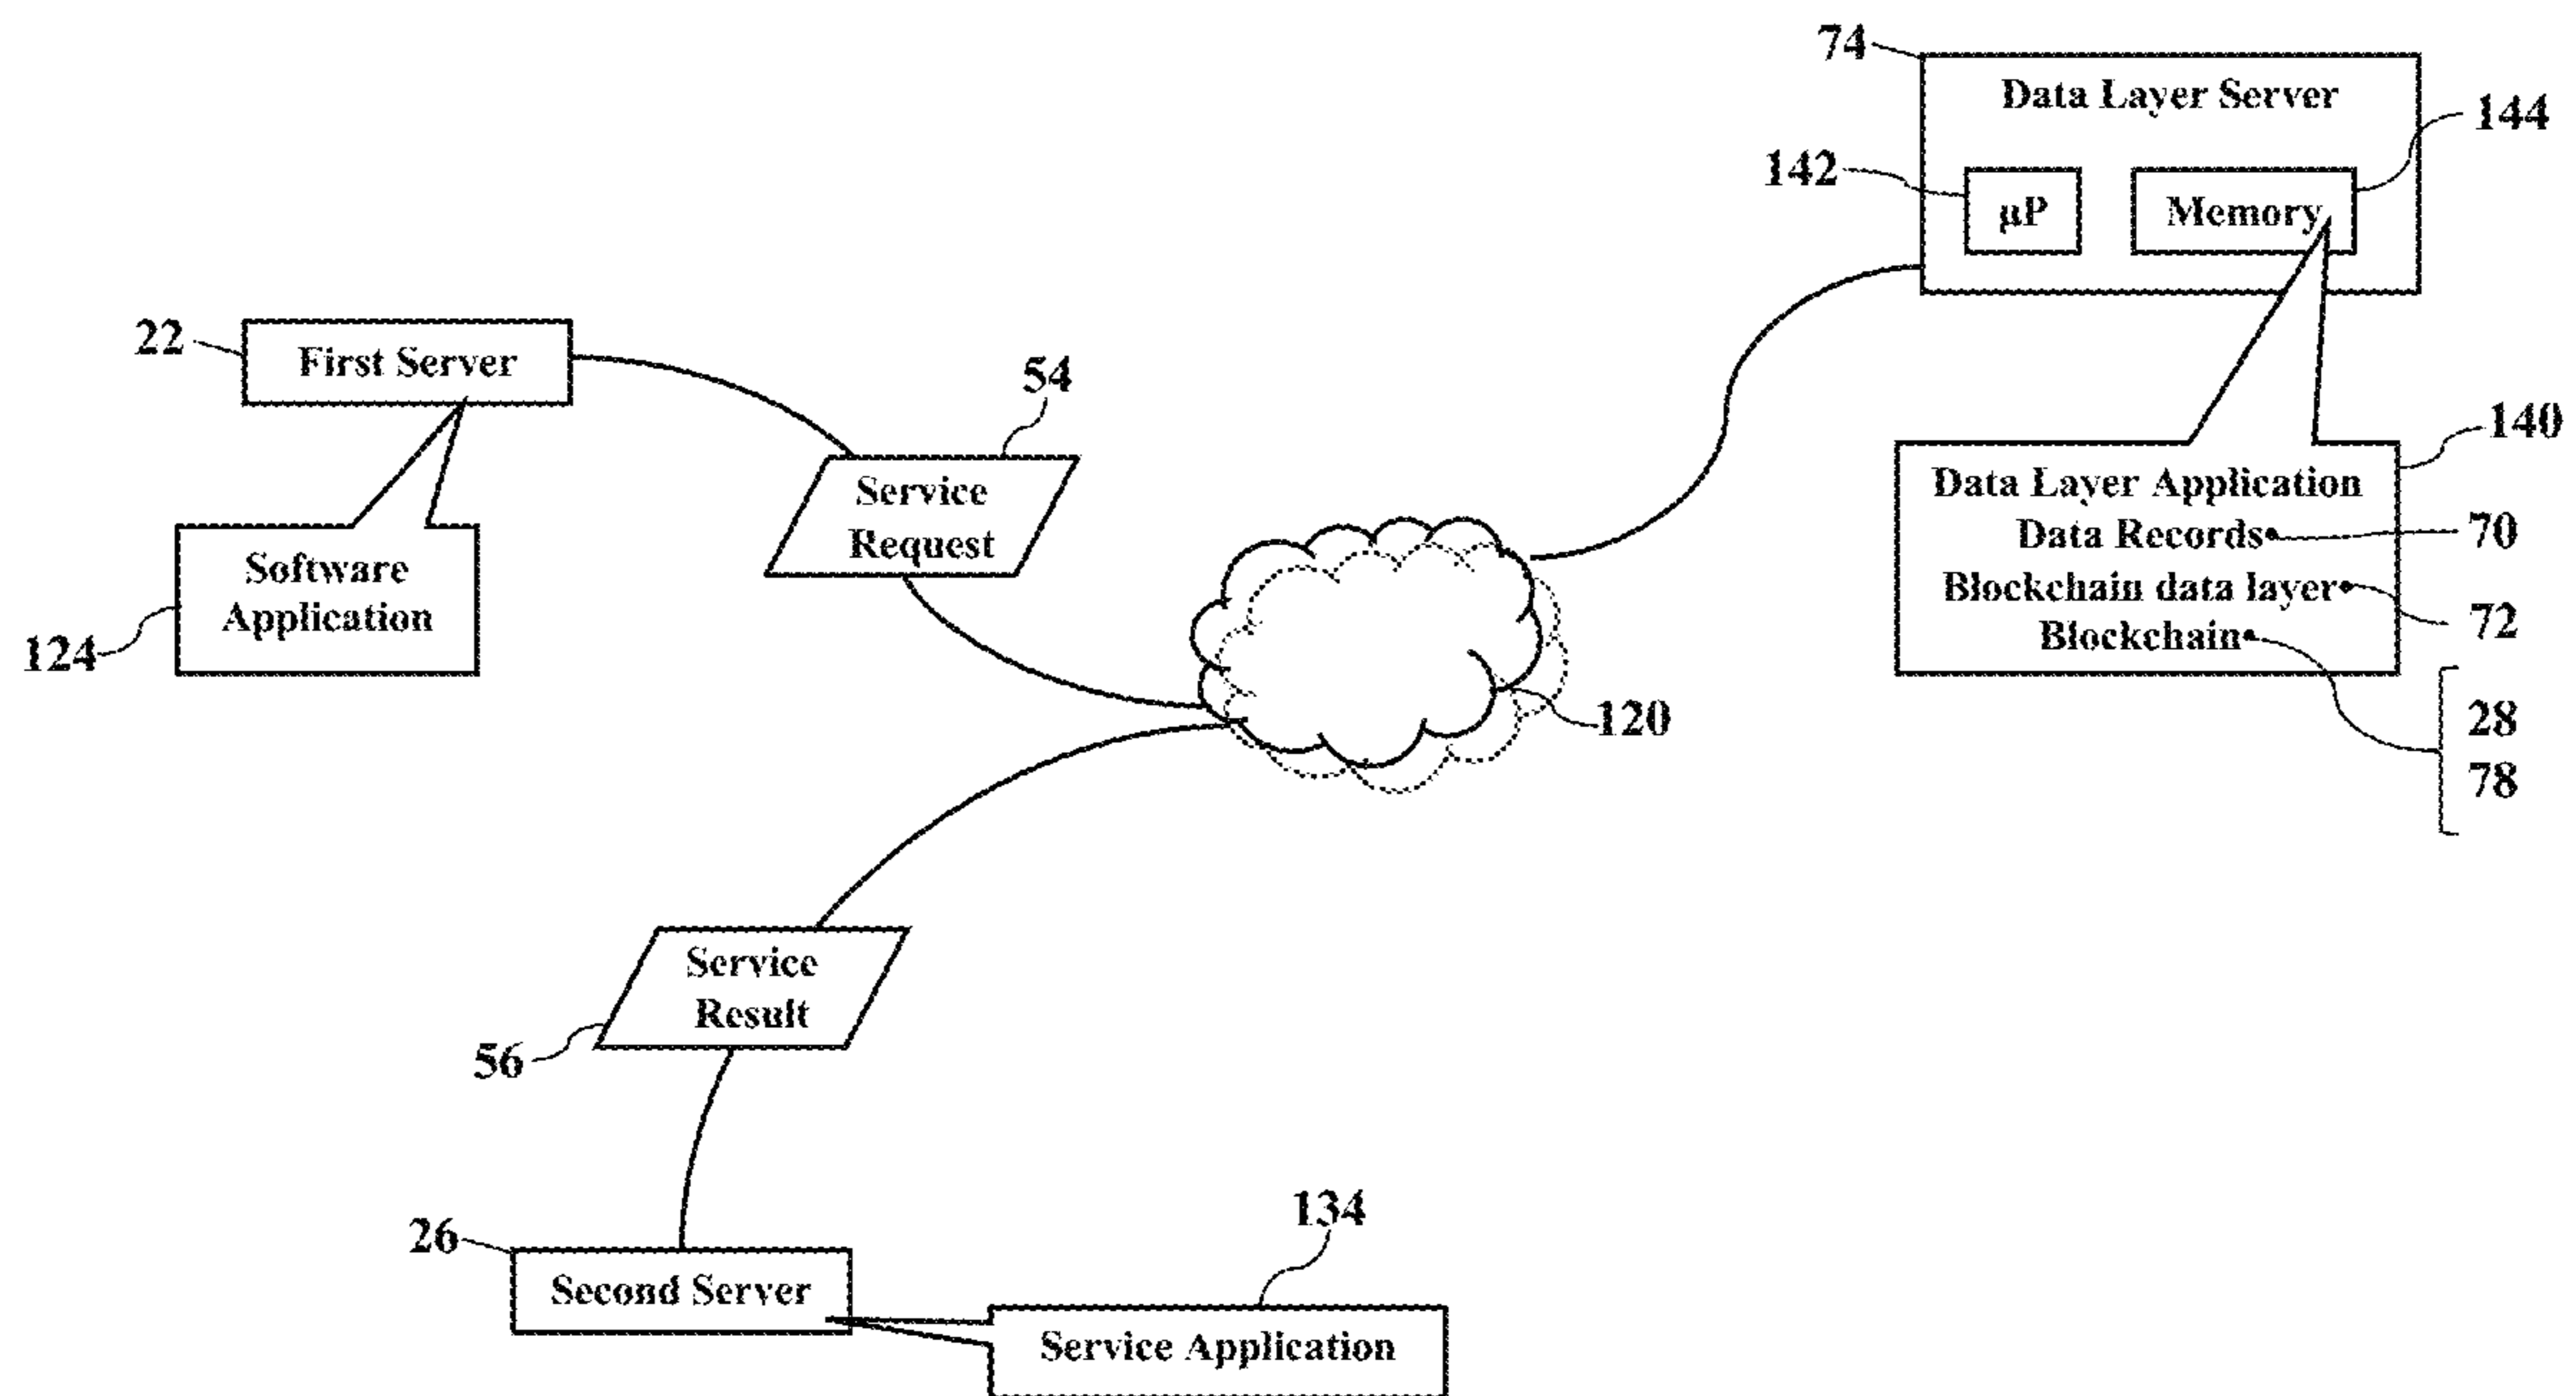 74
Data Layer Server
144
142
µP
Memory
22
First Server
54
140
Service
Request
Data Layer Application
Data Records
70
Software
Application
Blockchain data layer
72
Blockchain
124
28
120
78
Service
Result
56
134
26
Second Server
Service Application